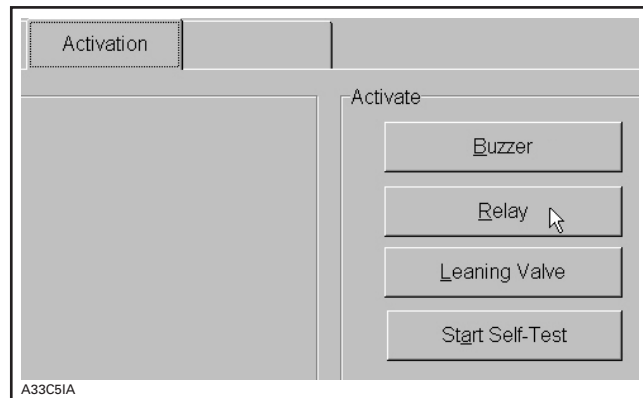 Activation
Activate
Buzzer
Relay
Leaning Valve
Start Self-Test
A33C5IA